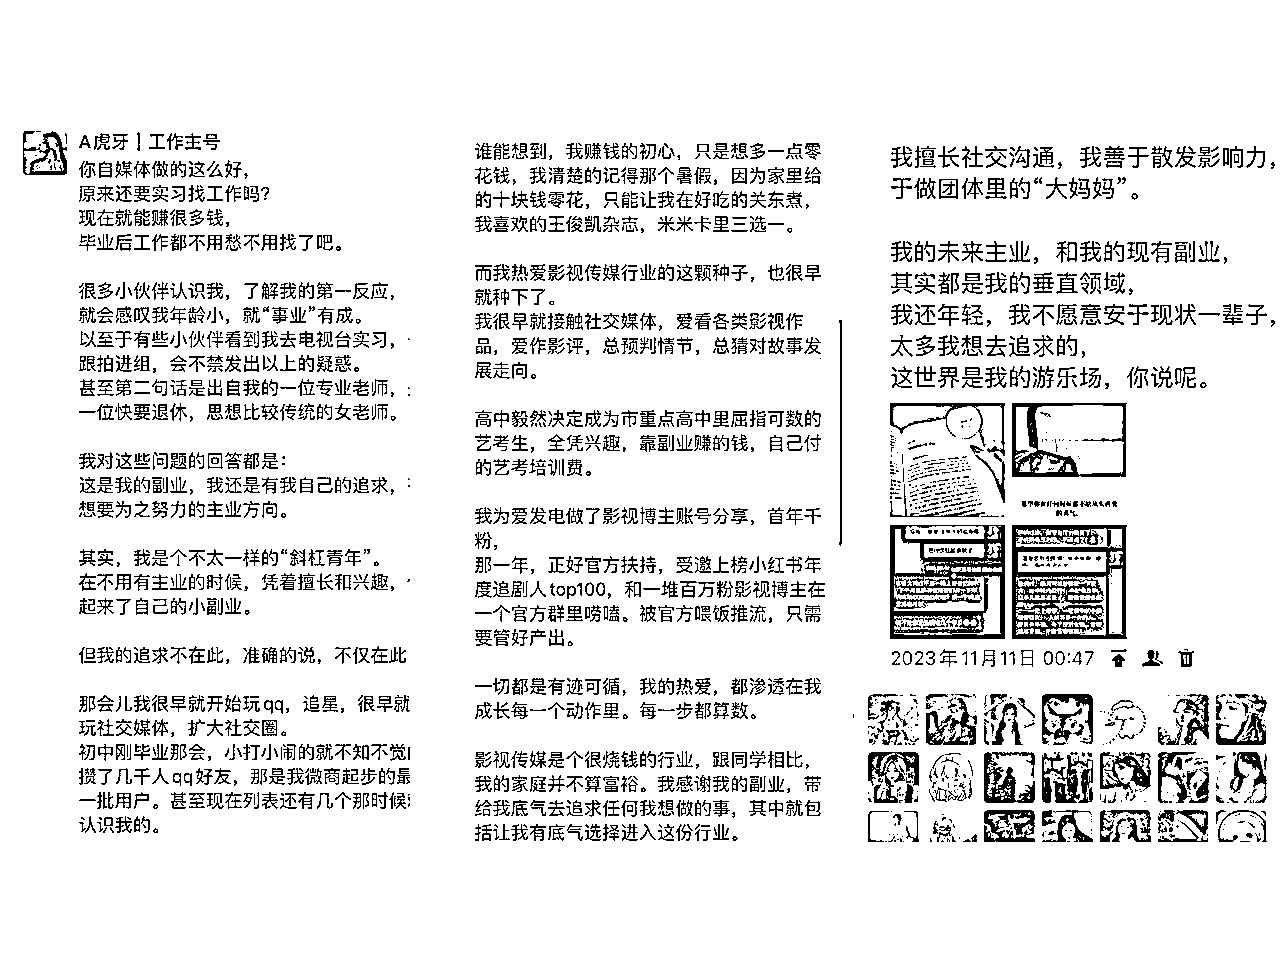 A虎牙 | 工作主号
你自媒体做的这么好，
原来还要实习找工作吗？
现在就能赚很多钱，
毕业后工作都不用愁不用找了吧。
很多小伙伴认识我，了解我的第一反应，
就会感叹我年龄小，就“事业”有成。
以至于有些小伙伴看到我去电视台实习，
跟拍进组，会不禁发出以上的疑惑。
甚至第二句话是出自我的一位专业老师，
一位快要退休，思想比较传统的女老师。
我对这些问题的回答都是：
这是我的副业，我还是有我自己的追求，
想要为之努力的主业方向。
其实，我是个不太一样的“斜杠青年”。
在不用有主业的时候，凭着擅长和兴趣，
起来了自己的小副业。
但我的追求不在此，准确的说，不仅在此
那会儿我很早就开始玩qq，追星，很早就
玩社交媒体，扩大社交圈。
初中刚毕业那会，小打小闹的就不知不觉
攒了几千人qq好友，那是我微商起步的最
一批用户。甚至现在列表还有几个那时候
认识我的。
谁能想到，我赚钱的初心，只是想多一点零
花钱，我清楚的记得那个暑假，因为家里给
的十块钱零花，只能让我在好吃的关东煮，
我喜欢的王俊凯杂志，米米卡里三选一。
而我热爱影视传媒行业的这颗种子，也很早
就种下了。
我很早就接触社交媒体，爱看各类影视作
品，爱作影评，总预判情节，总猜对故事发
展走向。
高中毅然决定成为市重点高中里屈指可数的
艺考生，全凭兴趣，靠副业赚的钱，自己付
的艺考培训费。
我为爱发电做了影视博主账号分享，首年千
粉，
那一年，正好官方扶持，受邀上榜小红书年
度追剧人top100，和一堆百万粉影视博主在
一个官方群里唠嗑。被官方喂饭推流，只需
要管好产出。
一切都是有迹可循，我的热爱，都渗透在我
成长每一个动作里。每一步都算数。
影视传媒是个很烧钱的行业，跟同学相比，
我的家庭并不算富裕。我感谢我的副业，带
给我底气去追求任何我想做的事，其中就包
括让我有底气选择进入这份行业。
我擅长社交沟通，我善于散发影响力，
于做团体里的“大妈妈”。
我的未来主业，和我的现有副业，
其实都是我的垂直领域，
我还年轻，我不愿意安于现状一辈子，
太多我想去追求的，
这世界是我的游乐场，你说呢。
2023年11月11日 00:47